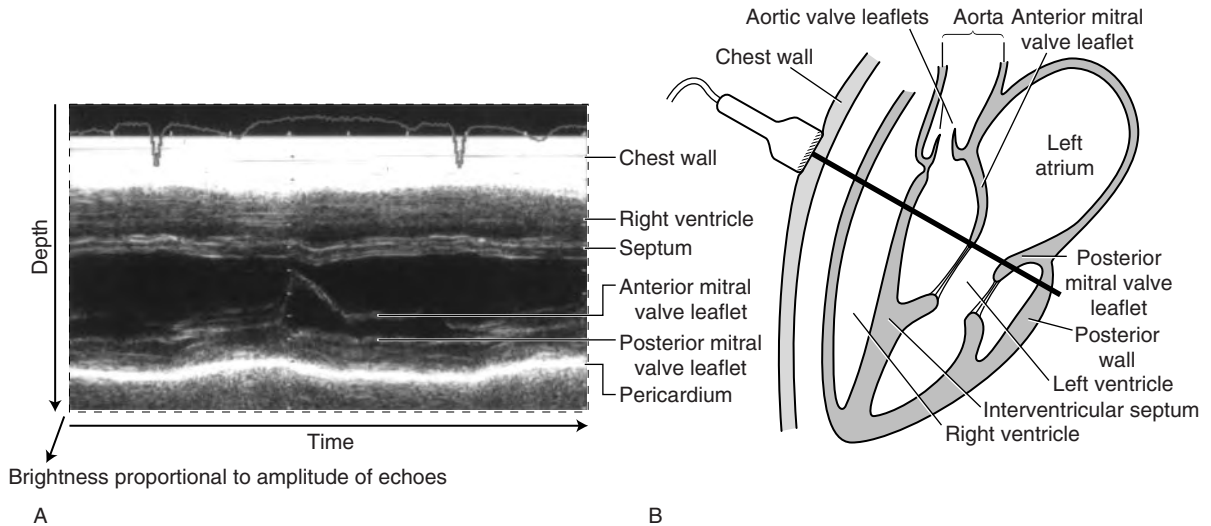 Depth
Chest wall
Right ventricle
Septum
Anterior mitral
valve leaflet
Posterior mitral
valve leaflet
Pericardium
Time
Brightness proportional to amplitude of echoes
A
Aortic valve leaflets
Aorta
Anterior mitral
valve leaflet
Chest wall
Left
atrium
Posterior
mitral valve
leaflet
Posterior
wall
Left ventricle
Interventricular septum
Right ventricle
B